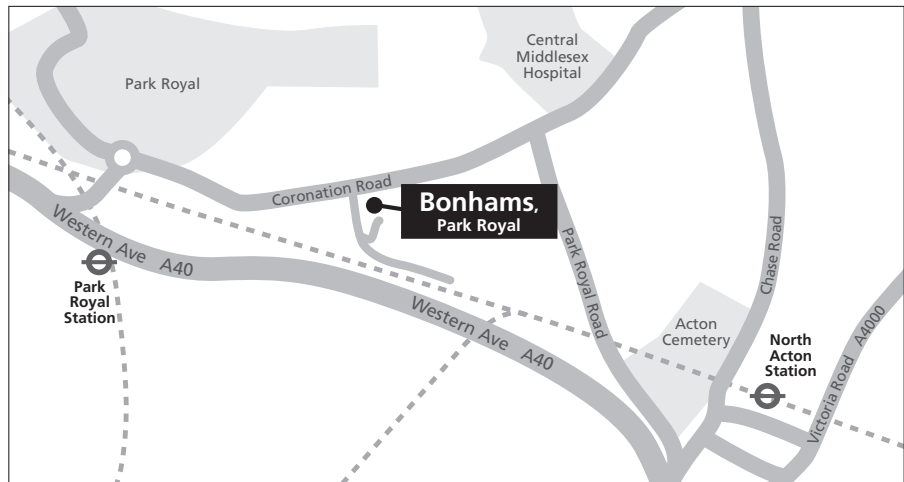 Central
Middlesex
Hospital
Park Royal
Coronation Road
Bonhams,
Park Royal
Western Ave A40
Park
Royal
Station
Park Royal Road
Chase Road
Western Ave A40
Acton
Cemetery
North
Acton
Station
Victoria Road A4000